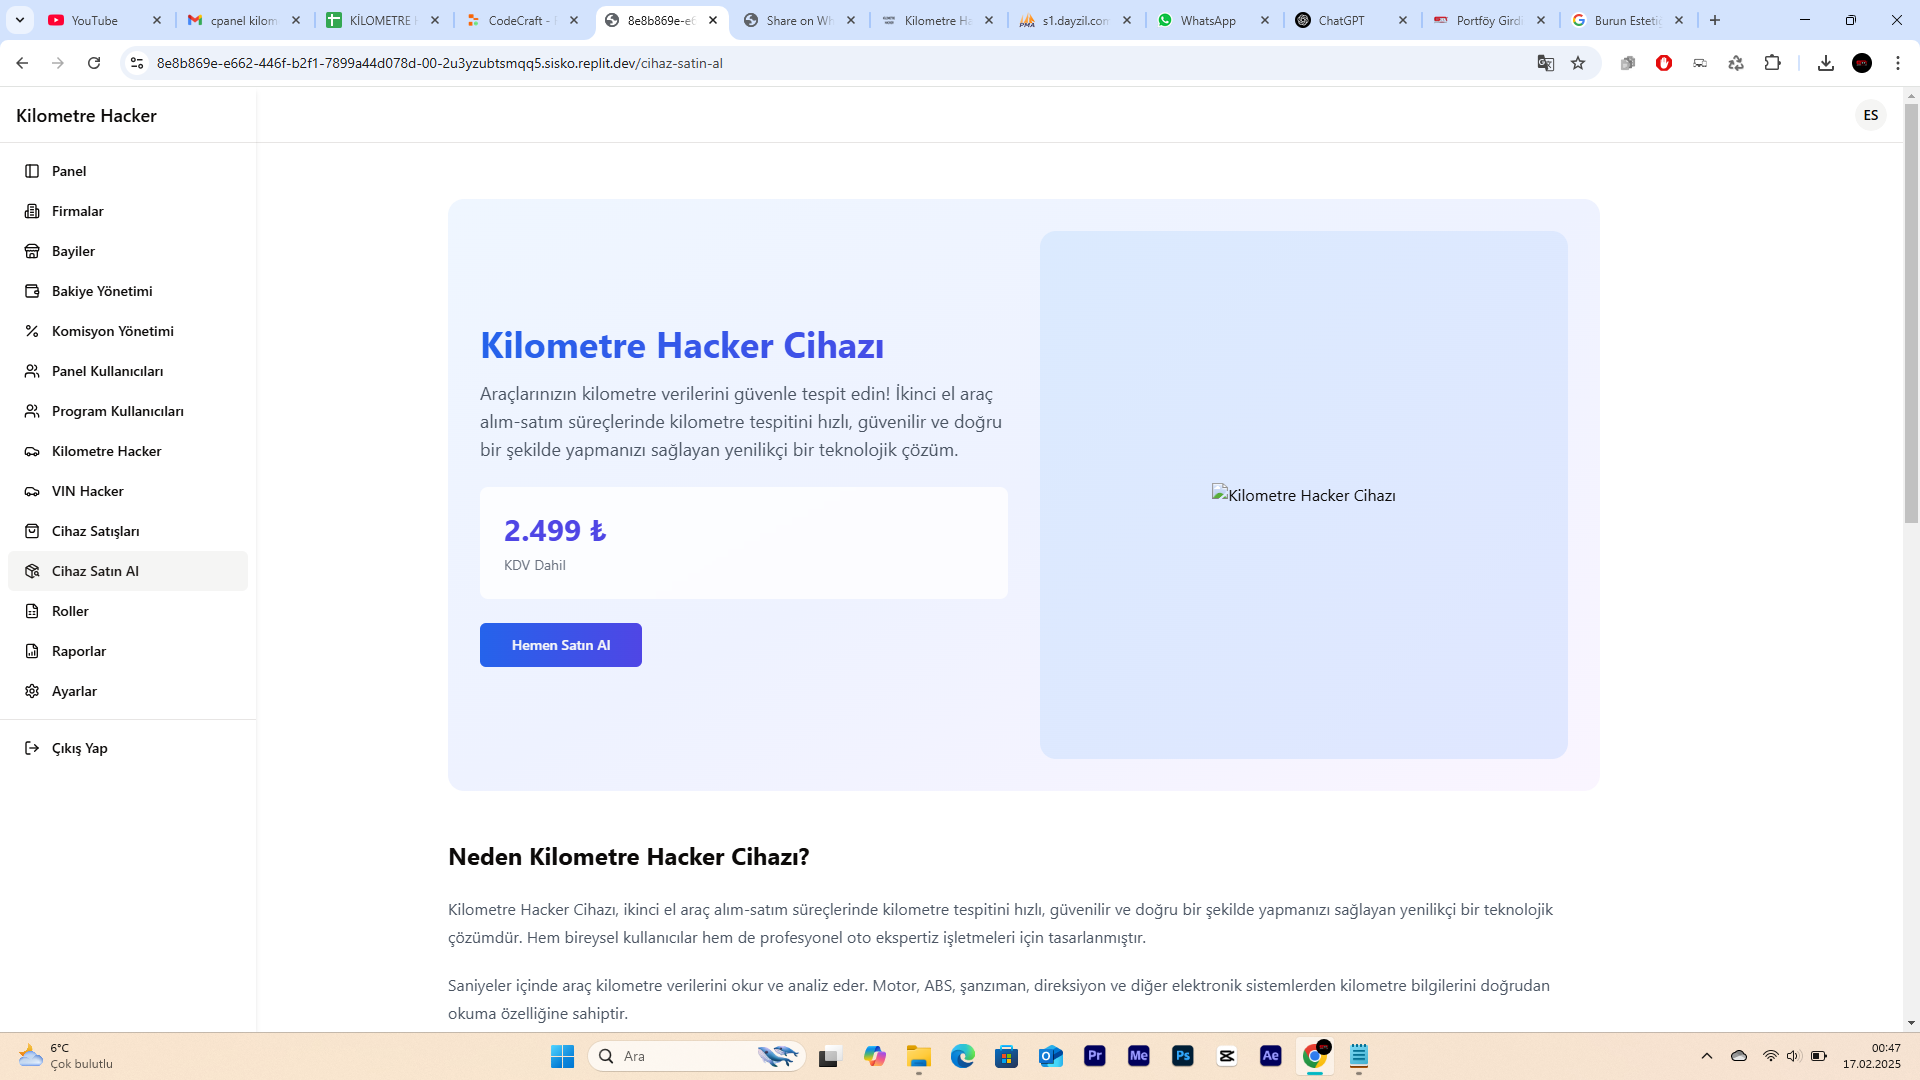 YouTube
cpanel kilom
KİLOMETRE H
CodeCraft -
8e8b869e-e6
Share on Wh
Kilometre Ha
s1.dayzil.com
WhatsApp
ChatGPT
Portföy Girdi
Burun Estetiğ
8e8b869e-e662-446f-b2f1-7899a44d078d-00-2u3yzubtsmqq5.sisko.replit.dev/cihaz-satin-al
Kilometre Hacker
ES
Panel
Firmalar
Bayiler
Bakiye Yönetimi
Komisyon Yönetimi
Panel Kullanıcıları
Program Kullanıcıları
Kilometre Hacker
VIN Hacker
Cihaz Satışları
Cihaz Satın Al
Roller
Raporlar
Ayarlar
Çıkış Yap
Kilometre Hacker Cihazı
Araçlarınızın kilometre verilerini güvenle tespit edin! İkinci el araç
alım-satım süreçlerinde kilometre tespitini hızlı, güvenilir ve doğru
bir şekilde yapmanızı sağlayan yenilikçi bir teknolojik çözüm.
2.499 ₺
KDV Dahil
Hemen Satın Al
Kilometre Hacker Cihazı
Neden Kilometre Hacker Cihazı?
Kilometre Hacker Cihazı, ikinci el araç alım-satım süreçlerinde kilometre tespitini hızlı, güvenilir ve doğru bir şekilde yapmanızı sağlayan yenilikçi bir teknolojik
çözümdür. Hem bireysel kullanıcılar hem de profesyonel oto ekspertiz işletmeleri için tasarlanmıştır.
Saniyeler içinde araç kilometre verilerini okur ve analiz eder. Motor, ABS, şanzıman, direksiyon ve diğer elektronik sistemlerden kilometre bilgilerini doğrudan
okuma özelliğine sahiptir.
6°C
Çok bulutlu
Ara
Pr
Me
Ps
Ae
00:47
17.02.2025